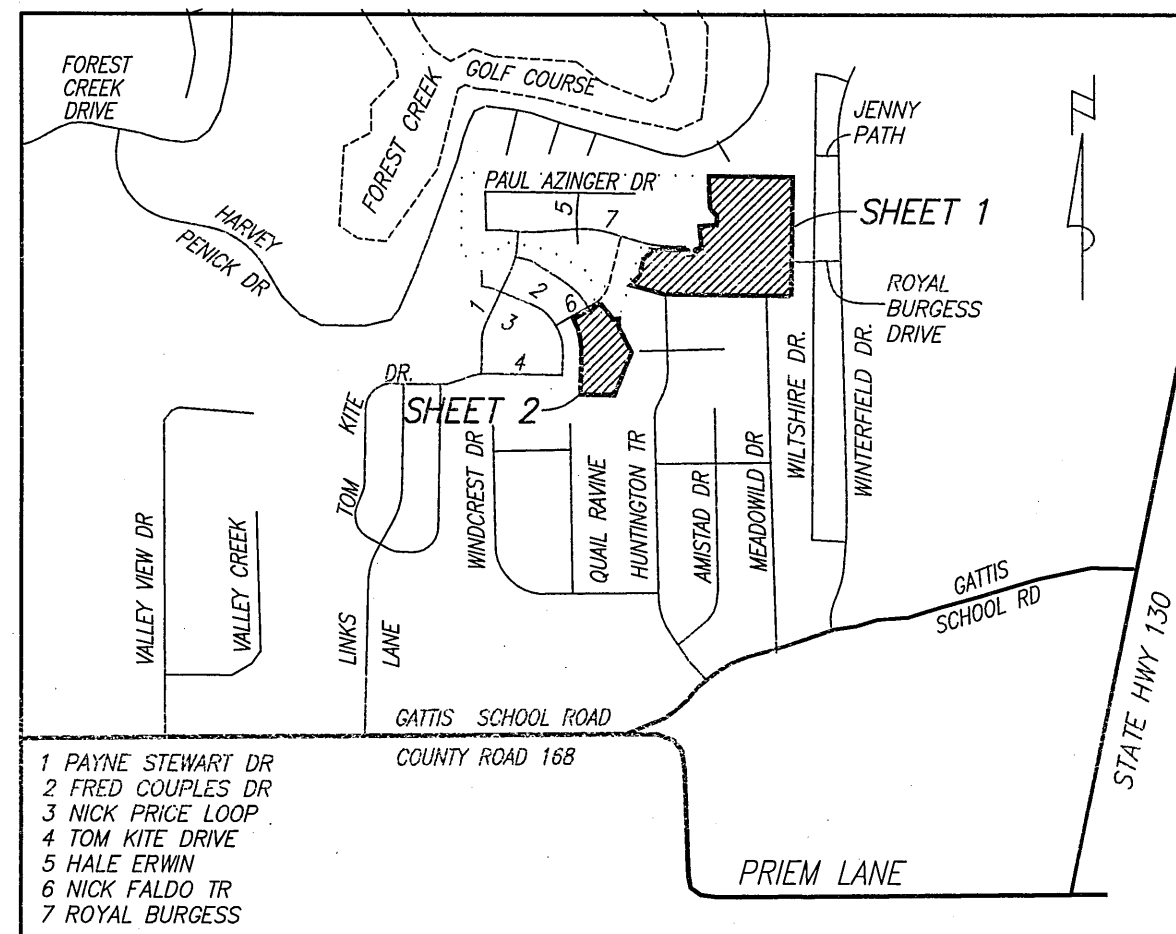 FOREST
CREEK
DRIVE
GOLF COURSE
FOREST CREEK
JENNY
PATH
PAUL AZINGER DR
5
7
SHEET 1
HARVEY
PENICK DR
ROYAL
BURGESS
DRIVE
1
2
6
3
4
DR.
KITE
TOM
SHEET 2
WINDCREST DR
QUAIL RAVINE
HUNTINGTON TR
AMISTAD DR
MEADOWILD DR
WILTSHIRE DR.
WINTERFIELD DR.
VALLEY VIEW DR
VALLEY CREEK
LINKS
LANE
GATTIS
SCHOOL RD
STATE HWY 130
GATTIS SCHOOL ROAD
COUNTY ROAD 168
PRIEM LANE
1 PAYNE STEWART DR
2 FRED COUPLES DR
3 NICK PRICE LOOP
4 TOM KITE DRIVE
5 HALE ERWIN
6 NICK FALDO TR
7 ROYAL BURGESS
N